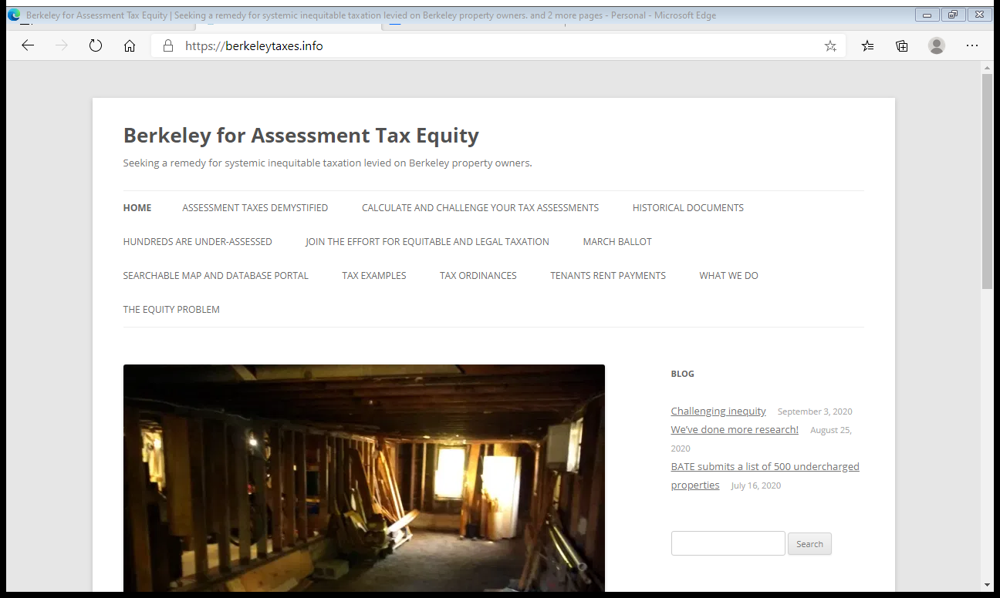 Berkeley for Assessment Tax Equity | Seeking a remedy for systemic inequitable taxation levied on Berkeley property owners. and 2 more pages - Personal - Microsoft Edge
https://berkeleytaxes.info
Berkeley for Assessment Tax Equity
Seeking a remedy for systemic inequitable taxation levied on Berkeley property owners.
HOME ASSESSMENT TAXES DEMYSTIFIED CALCULATE AND CHALLENGE YOUR TAX ASSESSMENTS HISTORICAL DOCUMENTS
HUNDREDS ARE UNDER-ASSESSED JOIN THE EFFORT FOR EQUITABLE AND LEGAL TAXATION MARCH BALLOT
SEARCHABLE MAP AND DATABASE PORTAL TAX EXAMPLES TAX ORDINANCES TENANTS RENT PAYMENTS WHAT WE DO
THE EQUITY PROBLEM
BLOG
Challenging inequity September 3, 2020
We've done more research! August 25,
2020
BATE submits a list of 500 undercharged
properties July 16, 2020
Search